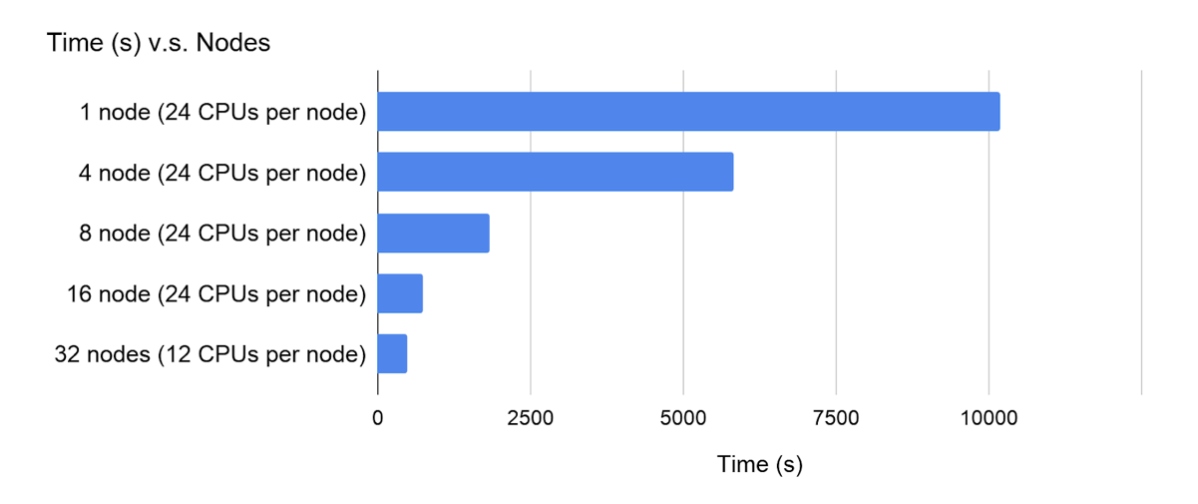 Time (s) v.s. Nodes
1 node (24 CPUs per node)
4 node (24 CPUs per node)
8 node (24 CPUs per node)
16 node (24 CPUs per node)
32 nodes (12 CPUs per node)
0 2500 5000 7500 10000
Time (s)